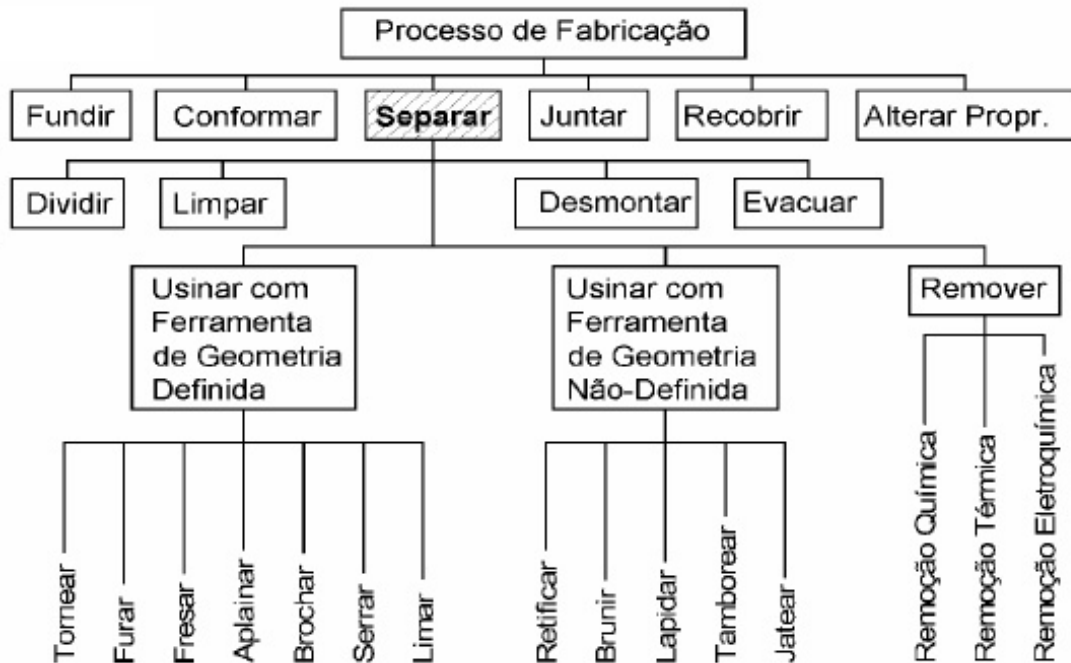 Processo de Fabricação
Fundir
Conformar
Separar
Juntar
Recobrir
Alterar Propr.
Dividir
Limpar
Desmontar
Evacuar
Usinar com
Ferramenta
de Geometria
Definida
Usinar com
Ferramenta
de Geometria
Não-Definida
Remover
Tornear
Furar
Fresar
Aplainar
Brochar
Serrar
Limar
Retificar
Brunir
Lapidar
Tamborear
Jatear
Remoção Química
Remoção Térmica
Remoção Eletroquímica